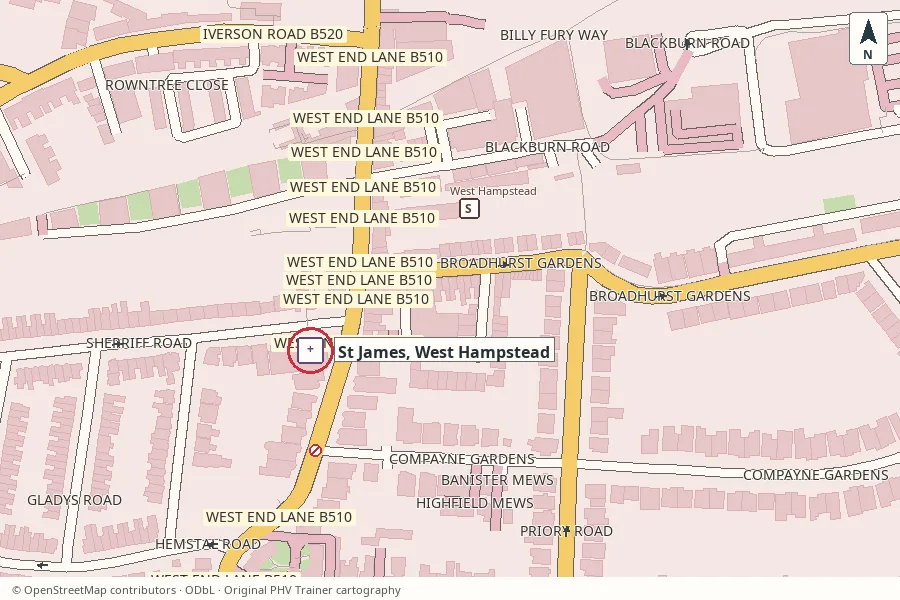 IVERSON ROAD B520
BILLY FURY WAY
BLACKBURN ROAD
WEST END LANE B510
N
ROWNTREE CLOSE
WEST END LANE B510
WEST END LANE B510
BLACKBURN ROAD
WEST END LANE B510
West Hampstead
S
WEST END LANE B510
WEST END LANE B510
BROADHURST GARDENS
WEST END LANE B510
BROADHURST GARDENS
WEST END LANE B510
SHERRIFF ROAD
St James, West Hampstead
COMPAYNE GARDENS
COMPAYNE GARDENS
BANISTER MEWS
GLADYS ROAD
HIGHFIELD MEWS
WEST END LANE B510
PRIORY ROAD
HEMSTAL ROAD
WEST END LANE B510
© OpenStreetMap contributors · ODbL · Original PHV Trainer cartography